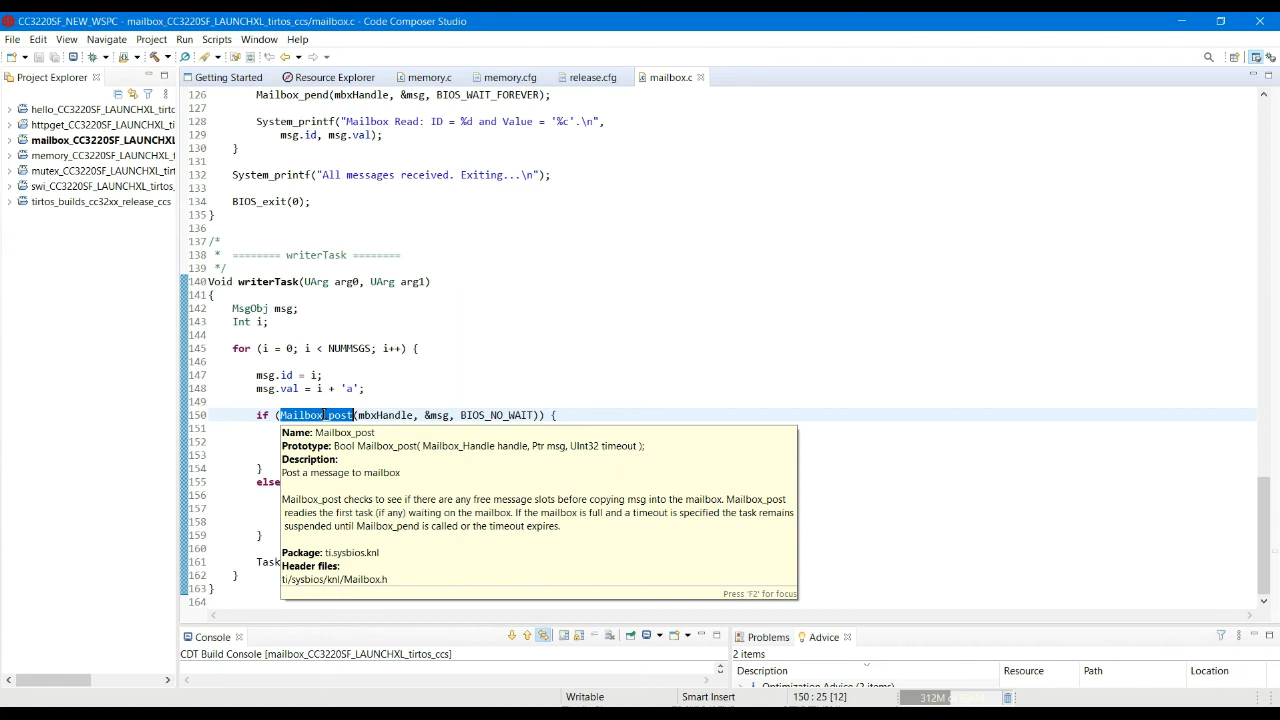 CC3220SF_NEW_WSPC - mailbox_CC3220SF_LAUNCHXL_tirtos_ccs/mailbox.c - Code Composer Studio
File Edit View Navigate Project Run Scripts Window Help
Project Explorer
Getting Started Resource Explorer memory.c memory.cfg release.cfg mailbox.c
hello_CC3220SF_LAUNCHXL_tirto
httpget_CC3220SF_LAUNCHXL_ti
mailbox_CC3220SF_LAUNCHXL
memory_CC3220SF_LAUNCHXL_t
mutex_CC3220SF_LAUNCHXL_tirt
swi_CC3220SF_LAUNCHXL_tirtos_
tirtos_builds_cc32xx_release_ccs
126 Mailbox_pend(mbxHandle, &msg, BIOS_WAIT_FOREVER);
127
128 System_printf("Mailbox Read: ID = %d and Value = '%c'.\n",
129 msg.id, msg.val);
130 }
131
132 System_printf("All messages received. Exiting...\n");
133
134 BIOS_exit(0);
135 }
136
137 /*
138 * ======== writerTask ========
139 */
140 Void writerTask(UArg arg0, UArg arg1)
141 {
142 MsgObj msg;
143 Int i;
144
145 for (i = 0; i < NUMMSGS; i++) {
146
147 msg.id = i;
148 msg.val = i + 'a';
149
150 if (Mailbox_post(mbxHandle, &msg, BIOS_NO_WAIT)) {
151
152
153
154 }
155 else
156
157
158
159 }
160
161 Task
162 }
163 }
164
Name: Mailbox_post
Prototype: Bool Mailbox_post( Mailbox_Handle handle, Ptr msg, UInt32 timeout );
Description:
Post a message to mailbox
Mailbox_post checks to see if there are any free message slots before copying msg into the mailbox. Mailbox_post
readies the first task (if any) waiting on the mailbox. If the mailbox is full and a timeout is specified the task remains
suspended until Mailbox_pend is called or the timeout expires.
Package: ti.sysbios.knl
Header files:
ti/sysbios/knl/Mailbox.h
Press 'F2' for focus
Console
CDT Build Console [mailbox_CC3220SF_LAUNCHXL_tirtos_ccs]
Problems Advice
2 items
Description Resource Path Location
Optimization Advice (2 items)
Writable Smart Insert 150 : 25 [12] 312M of